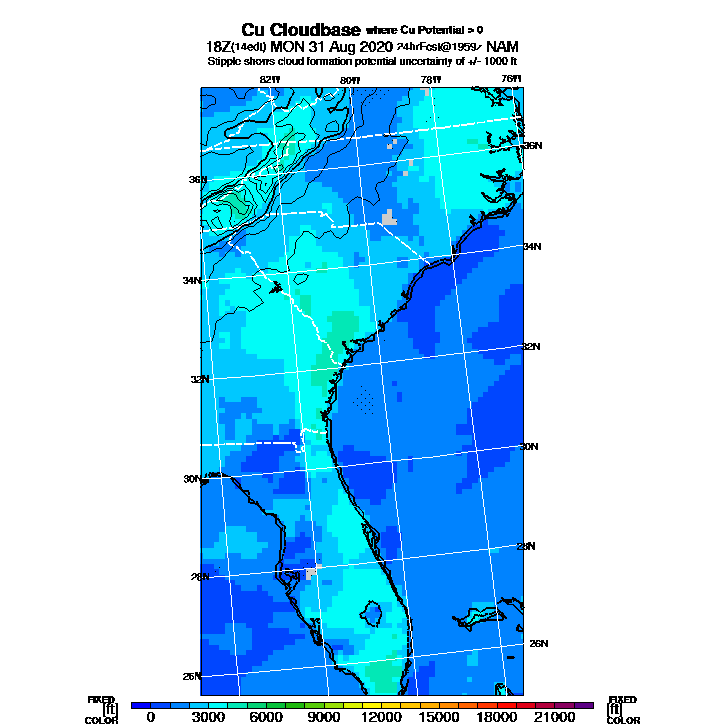 Cu Cloudbase where Cu Potential > 0
18Z(14edt) MON 31 Aug 2020 24hrFcst@1959z NAM
Stipple shows cloud formation potential uncertainty of +/- 1000 ft
82W 80W 78W 76W
36N
36N
34N
34N
32N
32N
30N
30N
28N
28N
26N
26N
FIXED FIXED
[ft] 0 3000 6000 9000 12000 15000 18000 21000 [ft]
COLOR COLOR